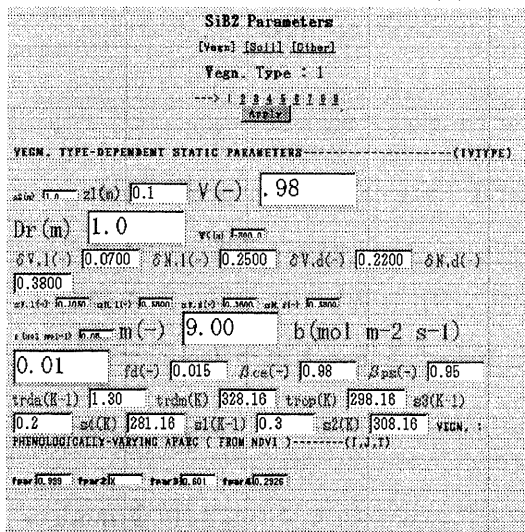 SiB2 Parameters
[Vegn] [Soil] [Other]
Vegn. Type : 1
---> 1 2 3 4 5 6 7 8 9
Apply
VEGN. TYPE-DEPENDENT STATIC PARAMETERS--------------------(IVTYPE)
z1(m) 0.1 V(-) .98
Dr(m) 1.0
δV,l(-) 0.0700 δN,l(-) 0.2500 δV,d(-) 0.2200 δN,d(-)
0.3800
m(-) 9.00 b(mol m-2 s-1)
0.01 fd(-) 0.015 βce(-) 0.98 βps(-) 0.95
trda(K-1) 1.30 trdm(K) 328.16 trop(K) 298.16 s3(K-1)
0.2 s4(K) 281.16 s1(K-1) 0.3 s2(K) 308.16 VEGN. :
PHENOLOGICALLY-VARYING APARC ( FROM NDVI )--------(I,J,T)
fpar1 0.999 fpar2 X fpar3 0.601 fpar4 0.2926